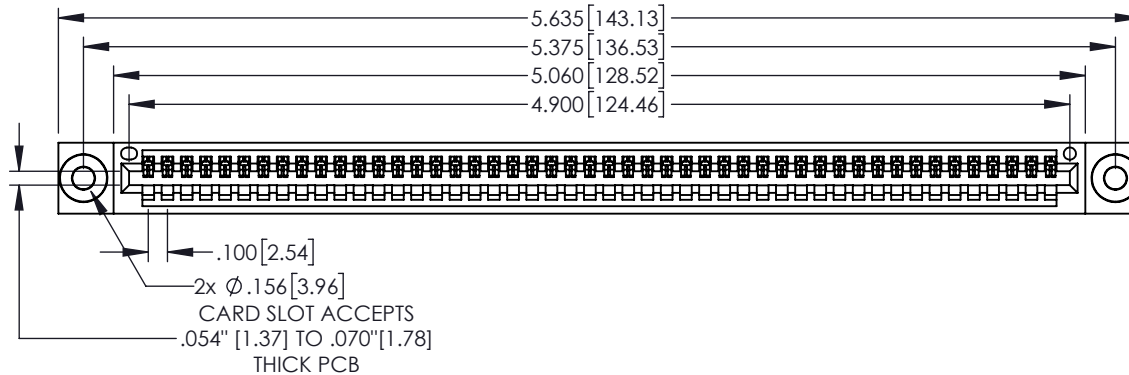 5.635[143.13]
5.375[136.53]
5.060[128.52]
4.900[124.46]
.100[2.54]
2x Ø.156[3.96]
CARD SLOT ACCEPTS
.054" [1.37] TO .070"[1.78]
THICK PCB